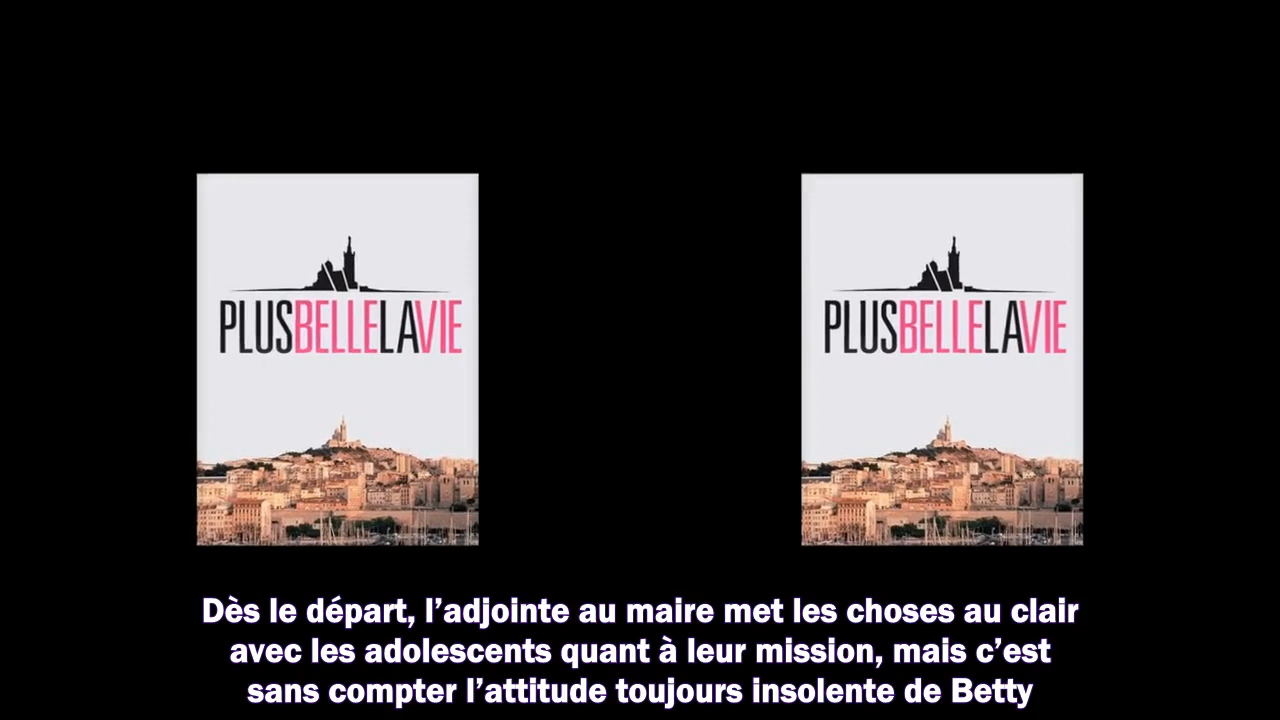 PLUSBELLELAVIE
PLUSBELLELAVIE
Dès le départ, l’adjointe au maire met les choses au clair
avec les adolescents quant à leur mission, mais c’est
sans compter l’attitude toujours insolente de Betty